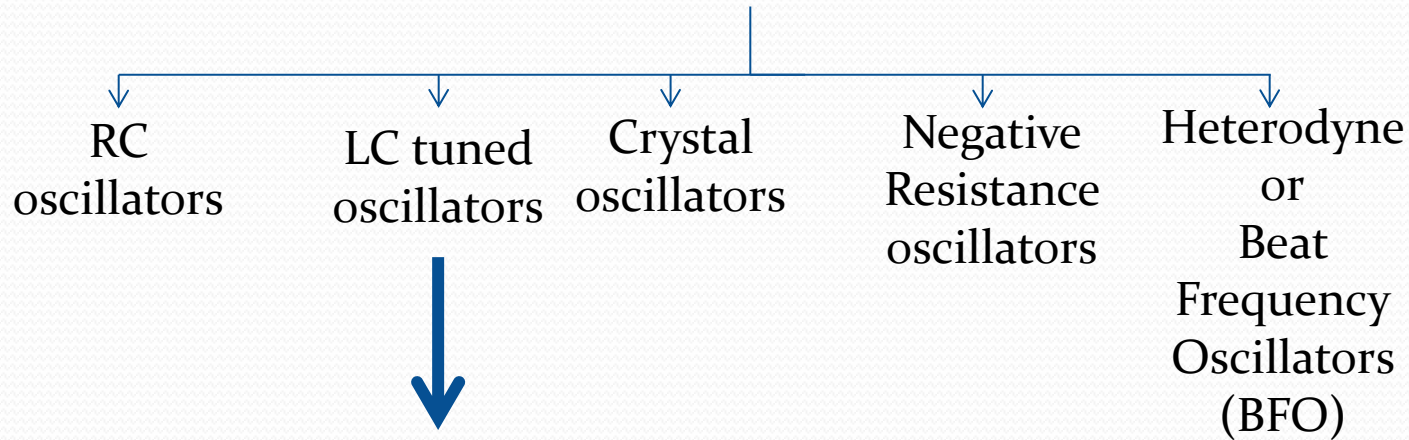 RC
oscillators
LC tuned
oscillators
Crystal
oscillators
Negative
Resistance
oscillators
Heterodyne
or
Beat
Frequency
Oscillators
(BFO)